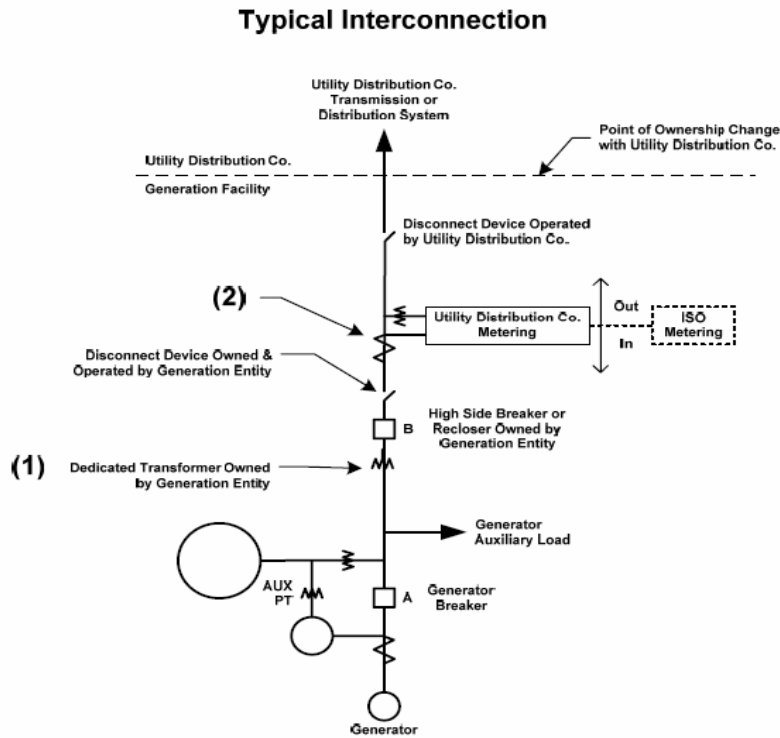 Typical Interconnection
Utility Distribution Co.
Transmission or
Distribution System
Point of Ownership Change
with Utility Distribution Co.
Utility Distribution Co.
Generation Facility
Disconnect Device Operated
by Utility Distribution Co.
(2)
Utility Distribution Co.
Metering
Out
In
ISO
Metering
Disconnect Device Owned &
Operated by Generation Entity
B
High Side Breaker or
Recloser Owned by
Generation Entity
(1)
Dedicated Transformer Owned
by Generation Entity
Generator
Auxiliary Load
AUX
PT
A
Generator
Breaker
Generator